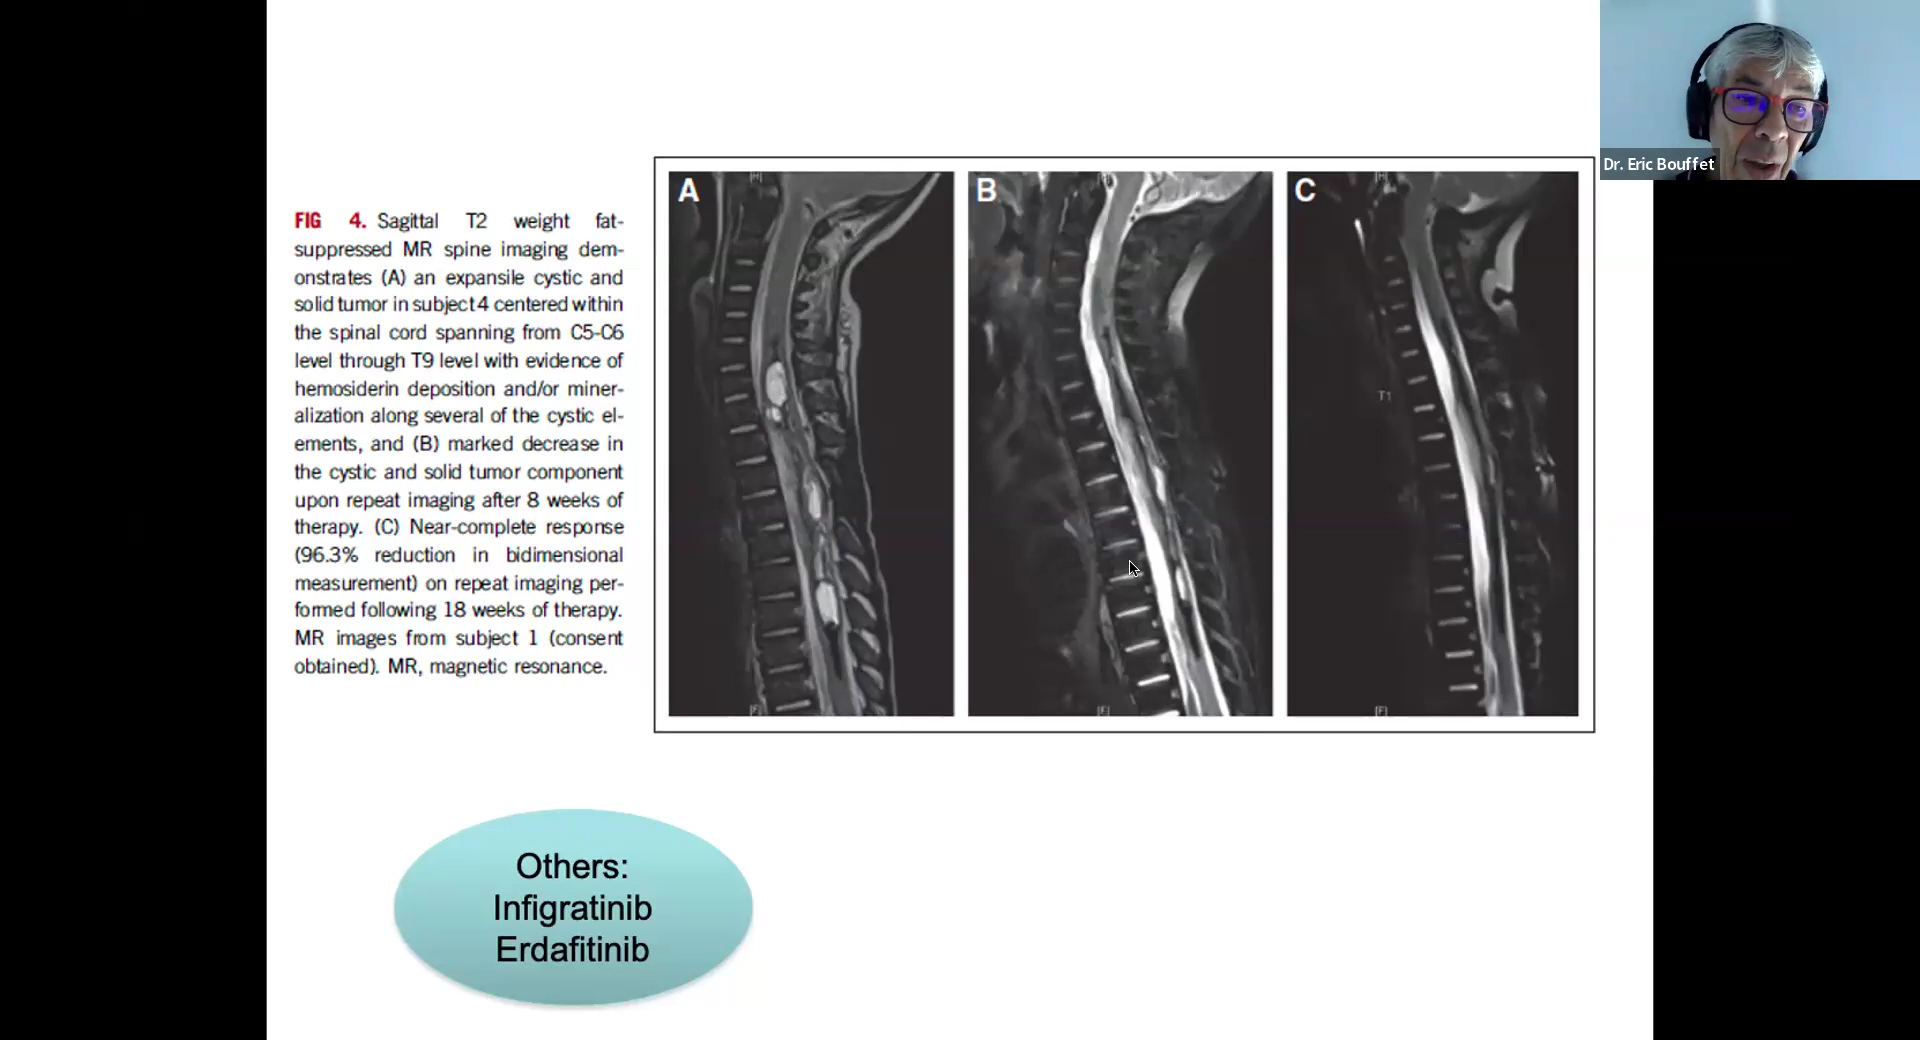 Dr. Eric Bouffet
FIG 4. Sagittal T2 weight fat-
suppressed MR spine imaging dem-
onstrates (A) an expansile cystic and
solid tumor in subject 4 centered within
the spinal cord spanning from C5-C6
level through T9 level with evidence of
hemosiderin deposition and/or miner-
alization along several of the cystic el-
ements, and (B) marked decrease in
the cystic and solid tumor component
upon repeat imaging after 8 weeks of
therapy. (C) Near-complete response
(96.3% reduction in bidimensional
measurement) on repeat imaging per-
formed following 18 weeks of therapy.
MR images from subject 1 (consent
obtained). MR, magnetic resonance.
A
[H]
B
[H]
C
[H]
T1
[F]
[F]
[F]
Others:
Infigratinib
Erdafitinib